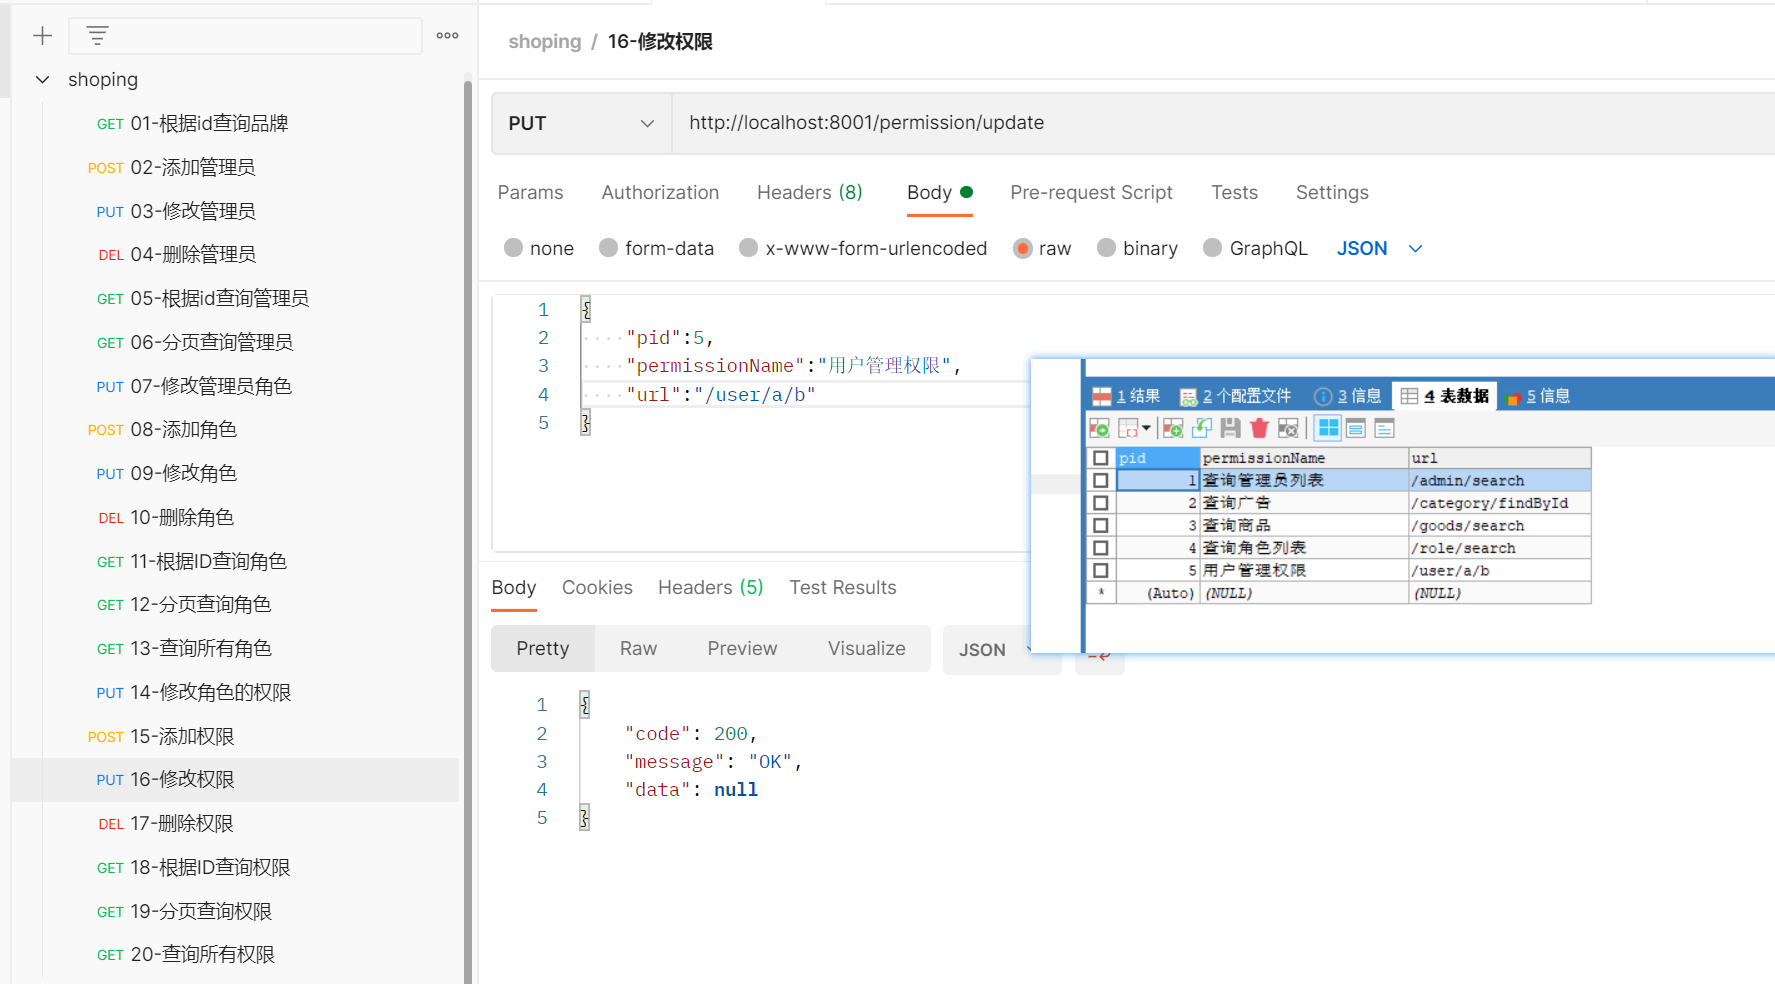 shoping
GET 01-根据id查询品牌
POST 02-添加管理员
PUT 03-修改管理员
DEL 04-删除管理员
GET 05-根据id查询管理员
GET 06-分页查询管理员
PUT 07-修改管理员角色
POST 08-添加角色
PUT 09-修改角色
DEL 10-删除角色
GET 11-根据ID查询角色
GET 12-分页查询角色
GET 13-查询所有角色
PUT 14-修改角色的权限
POST 15-添加权限
PUT 16-修改权限
DEL 17-删除权限
GET 18-根据ID查询权限
GET 19-分页查询权限
GET 20-查询所有权限
shoping / 16-修改权限
PUT http://localhost:8001/permission/update
Params Authorization Headers (8) Body Pre-request Script Tests Settings
none form-data x-www-form-urlencoded raw binary GraphQL JSON
1 {
2 "pid":5,
3 "permissionName":"用户管理权限",
4 "url":"/user/a/b"
5 }
1 结果 2 个配置文件 3 信息 4 表数据 5 信息
pid permissionName url
1 查询管理员列表 /admin/search
2 查询广告 /category/findById
3 查询商品 /goods/search
4 查询角色列表 /role/search
5 用户管理权限 /user/a/b
* (Auto) (NULL) (NULL)
Body Cookies Headers (5) Test Results
Pretty Raw Preview Visualize JSON
1 {
2 "code": 200,
3 "message": "OK",
4 "data": null
5 }